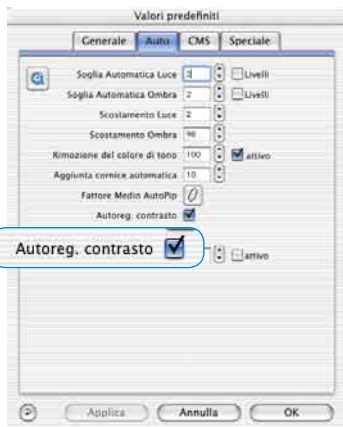 Valori predefiniti
Generale Auto CMS Speciale
Soglia Automatica Luce 2 Livelli
Soglia Automatica Ombra 2 Livelli
Scostamento Luce 2
Scostamento Ombra 98
Rimozione del colore di tono 100 attivo
Aggiunta cornice automatica 10
Fattore Medio AutoPip
Autoreg. contrasto
Autoreg. contrasto
attivo
Applica Annulla OK